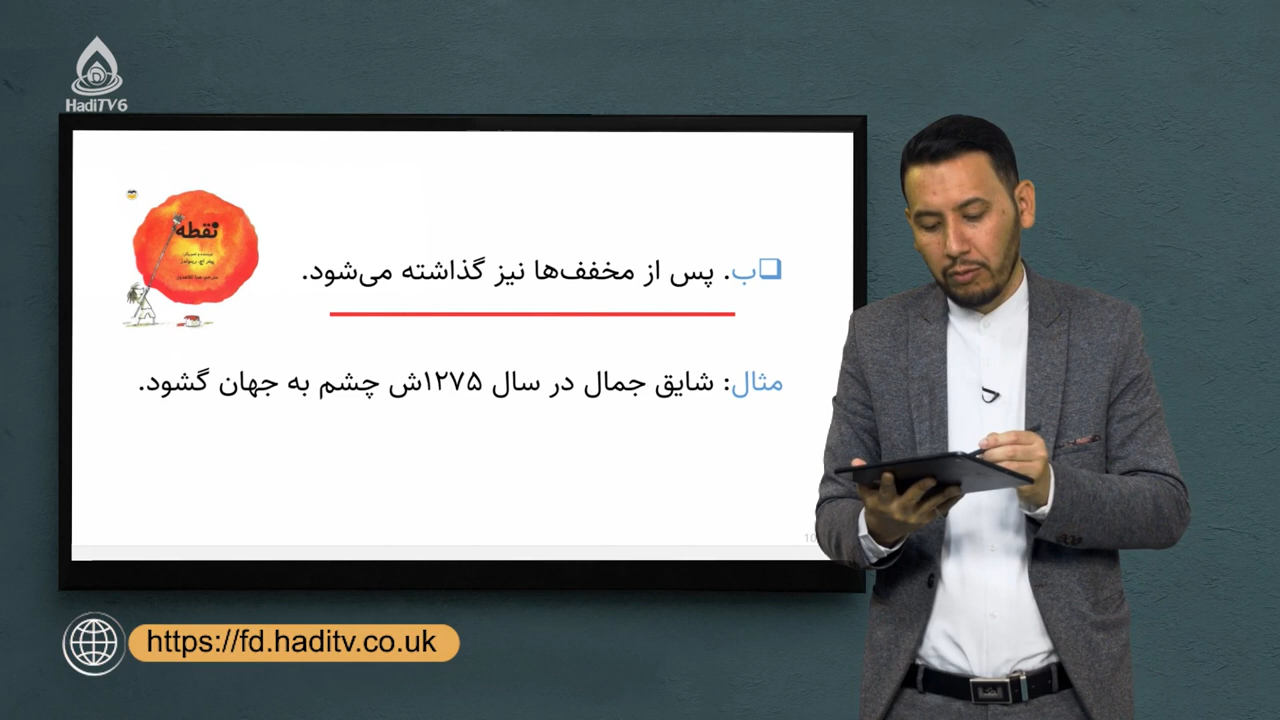 HadiTV6
نقطه
ب. پس از مخفف‌ها نیز گذاشته می‌شود.
مثال: شایق جمال در سال ۱۲۷۵ش چشم به جهان گشود.
10
https://fd.haditv.co.uk